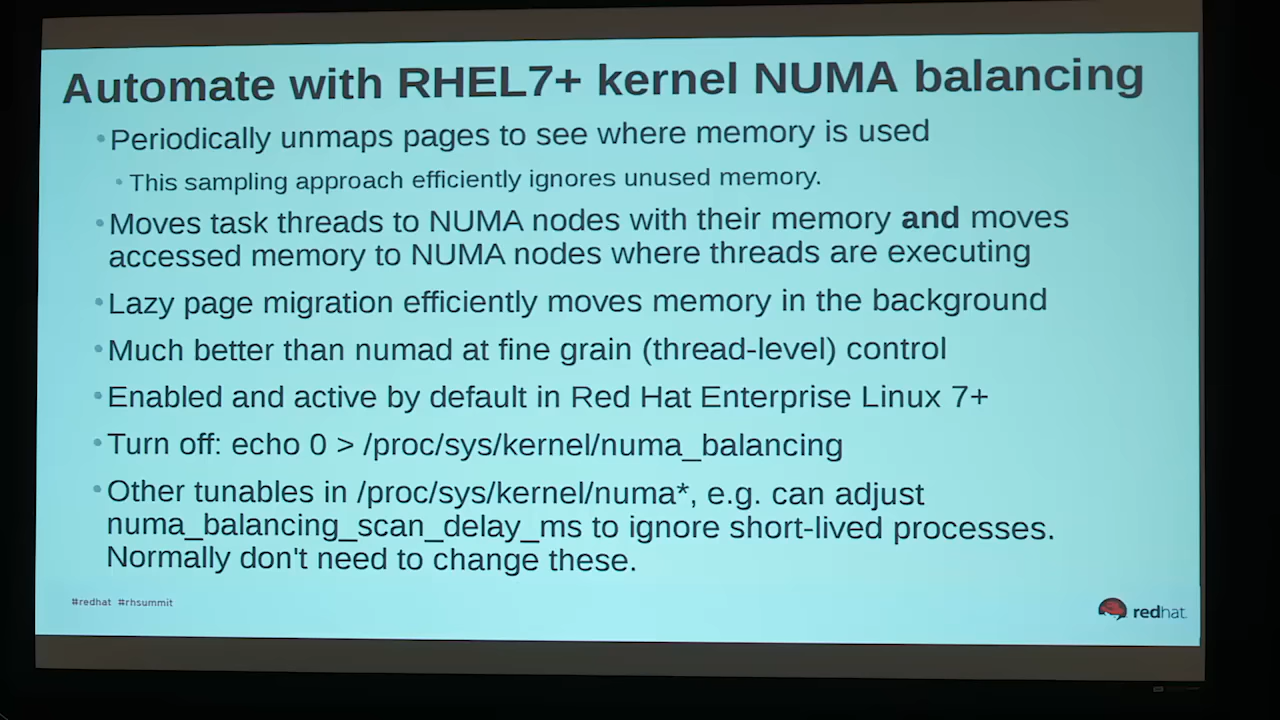 Automate with RHEL7+ kernel NUMA balancing
Periodically unmaps pages to see where memory is used
This sampling approach efficiently ignores unused memory.
Moves task threads to NUMA nodes with their memory and moves
accessed memory to NUMA nodes where threads are executing
Lazy page migration efficiently moves memory in the background
Much better than numad at fine grain (thread-level) control
Enabled and active by default in Red Hat Enterprise Linux 7+
Turn off: echo 0 > /proc/sys/kernel/numa_balancing
Other tunables in /proc/sys/kernel/numa*, e.g. can adjust
numa_balancing_scan_delay_ms to ignore short-lived processes.
Normally don't need to change these.
#redhat #rhsummit
redhat.